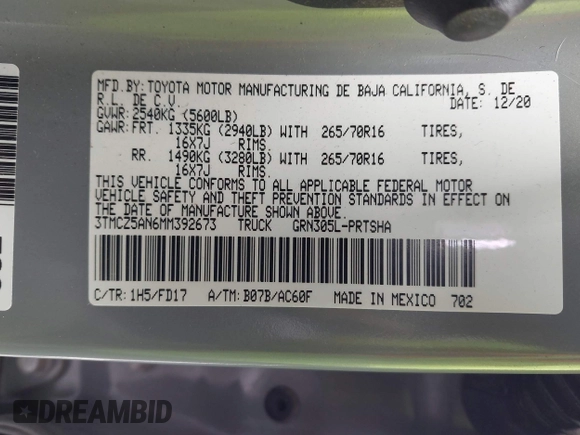 MFD.BY: TOYOTA MOTOR MANUFACTURING DE BAJA CALIFORNIA, S. DE
R.L. DE C.V. DATE: 12/20
GVWR: 2540KG (5600LB)
GAWR: FRT. 1335KG (2940LB) WITH 265/70R16 TIRES,
16X7J RIMS.
RR. 1490KG (3280LB) WITH 265/70R16 TIRES,
16X7J RIMS.
THIS VEHICLE CONFORMS TO ALL APPLICABLE FEDERAL MOTOR
VEHICLE SAFETY AND THEFT PREVENTION STANDARDS IN EFFECT ON
THE DATE OF MANUFACTURE SHOWN ABOVE.
3TMCZ5AN6MM392673 TRUCK GRN305L-PRTSHA
C/TR: 1H5/FD17 A/TM: B07B/AC60F MADE IN MEXICO 702
DREAMBID